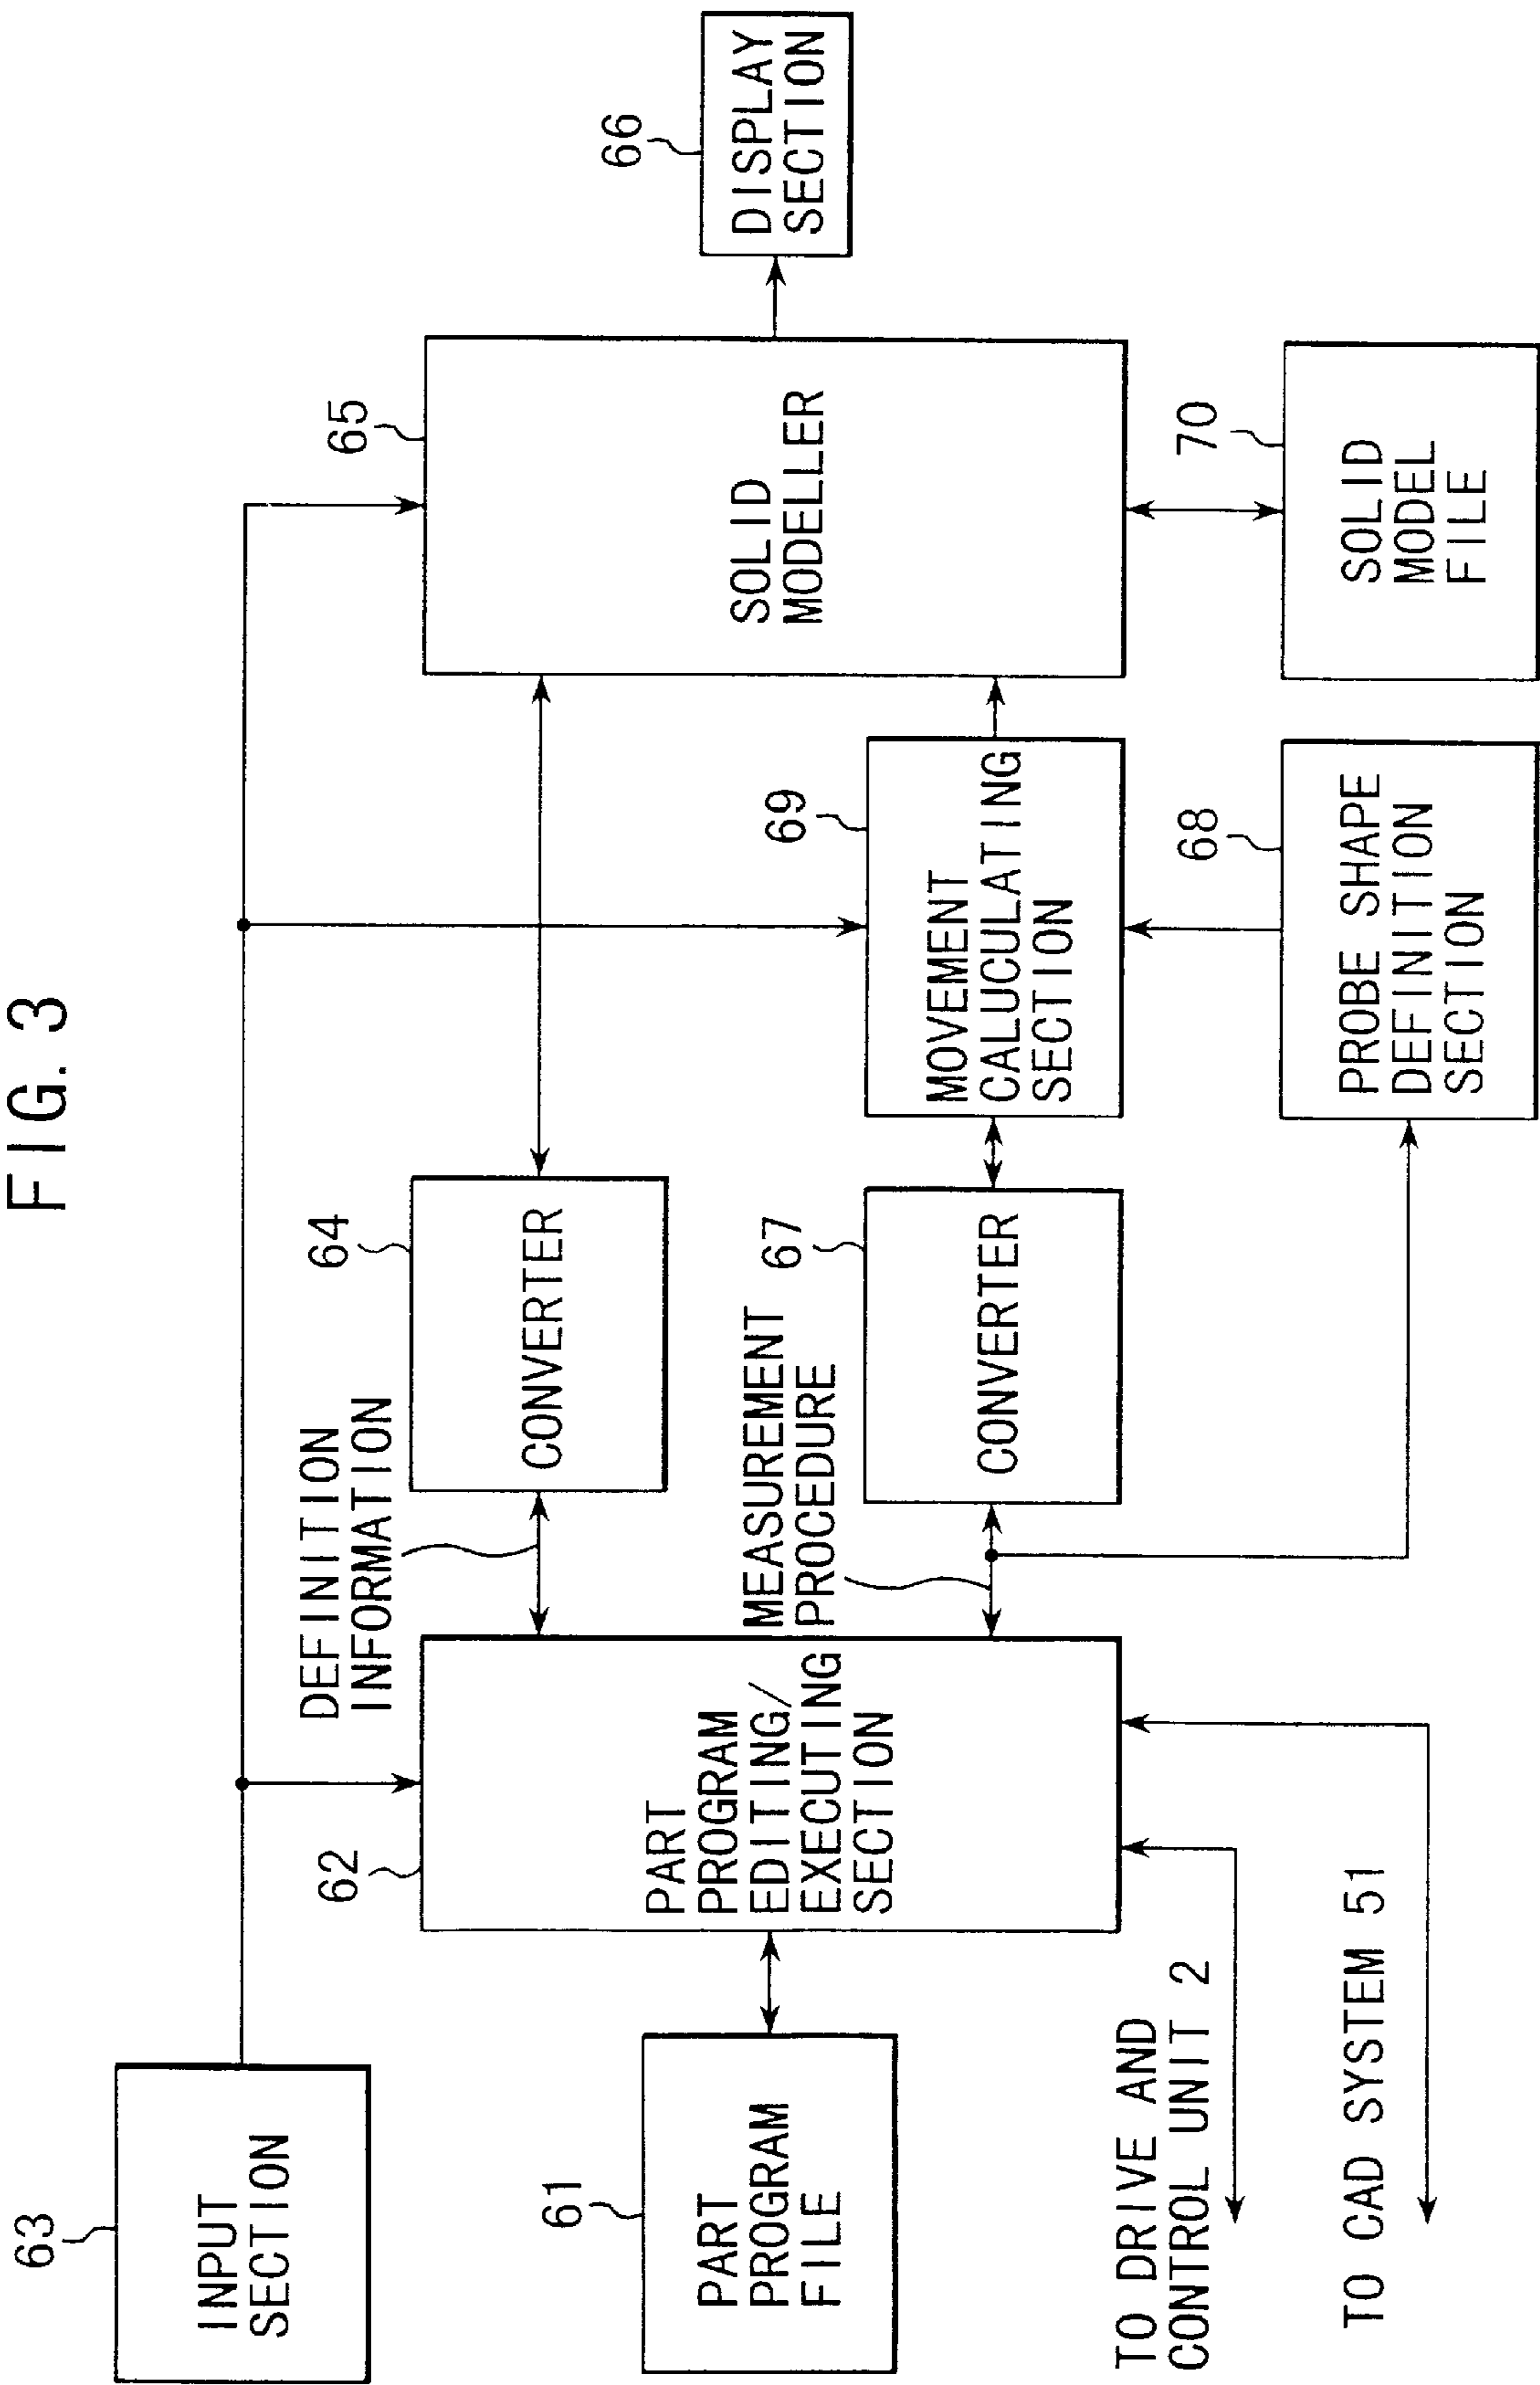 FIG. 3
63
INPUT
SECTION
62
PART
PROGRAM
EDITING/
EXECUTING
SECTION
61
PART
PROGRAM
FILE
DEFINITION
INFORMATION
MEASUREMENT
PROCEDURE
64
CONVERTER
67
CONVERTER
69
MOVEMENT
CALUCULATING
SECTION
65
SOLID
MODELLER
66
DISPLAY
SECTION
68
PROBE SHAPE
DEFINITION
SECTION
70
SOLID
MODEL
FILE
TO DRIVE AND
CONTROL UNIT 2
TO CAD SYSTEM 51